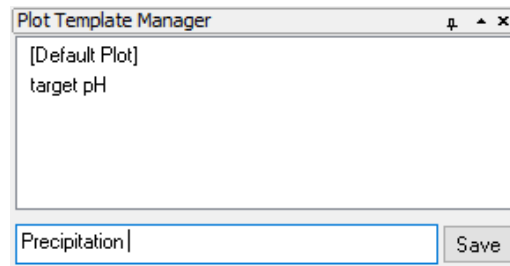 Plot Template Manager
[Default Plot]
target pH
Precipitation
Save